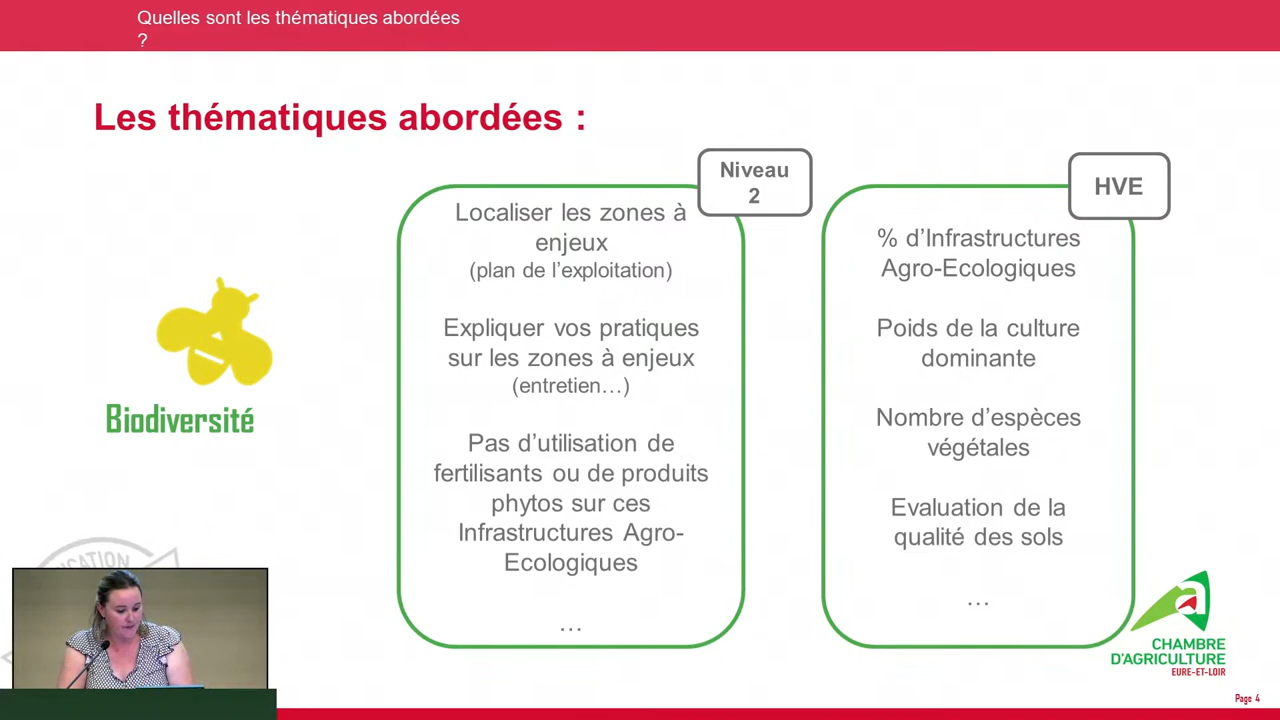 Quelles sont les thématiques abordées
?
Les thématiques abordées :
Niveau
2
Localiser les zones à
enjeux
(plan de l'exploitation)
Expliquer vos pratiques
sur les zones à enjeux
(entretien…)
Pas d'utilisation de
fertilisants ou de produits
phytos sur ces
Infrastructures Agro-
Ecologiques
…
HVE
% d'Infrastructures
Agro-Ecologiques
Poids de la culture
dominante
Nombre d'espèces
végétales
Evaluation de la
qualité des sols
…
Biodiversité
CHAMBRE
D'AGRICULTURE
EURE-ET-LOIR
Page 4